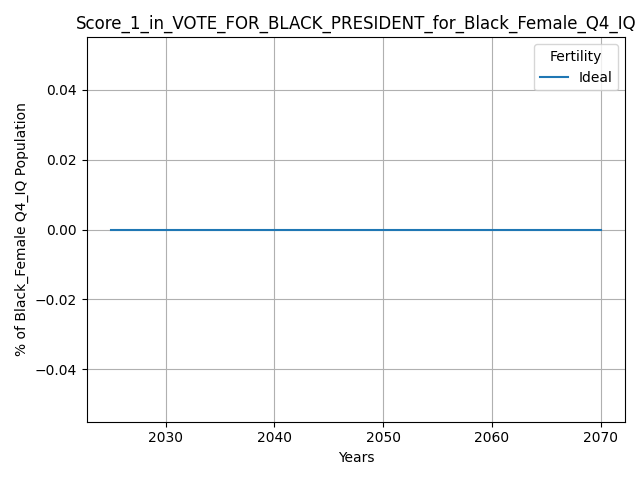 Score_1_in_VOTE_FOR_BLACK_PRESIDENT_for_Black_Female_Q4_IQ
Fertility
Ideal
% of Black_Female Q4_IQ Population
0.04
0.02
0.00
−0.02
−0.04
2030
2040
2050
2060
2070
Years